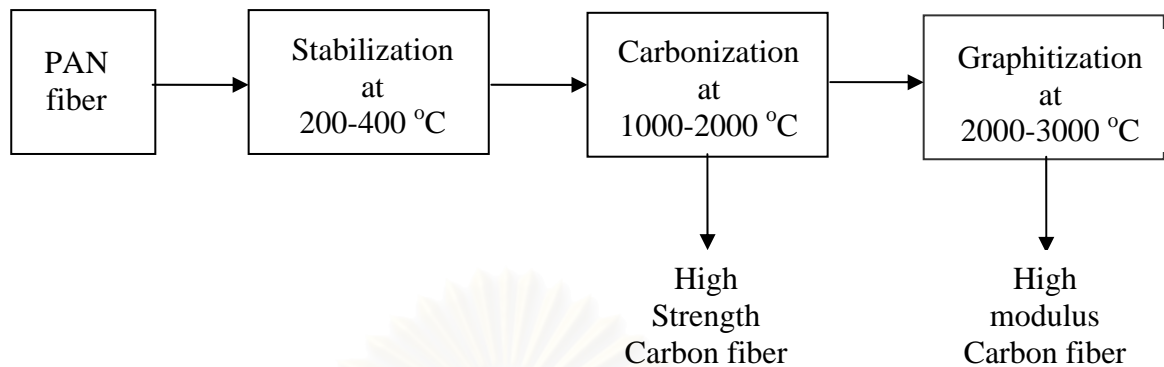 PAN
fiber
Stabilization
at
200-400 °C
Carbonization
at
1000-2000 °C
Graphitization
at
2000-3000 °C
High
Strength
Carbon fiber
High
modulus
Carbon fiber